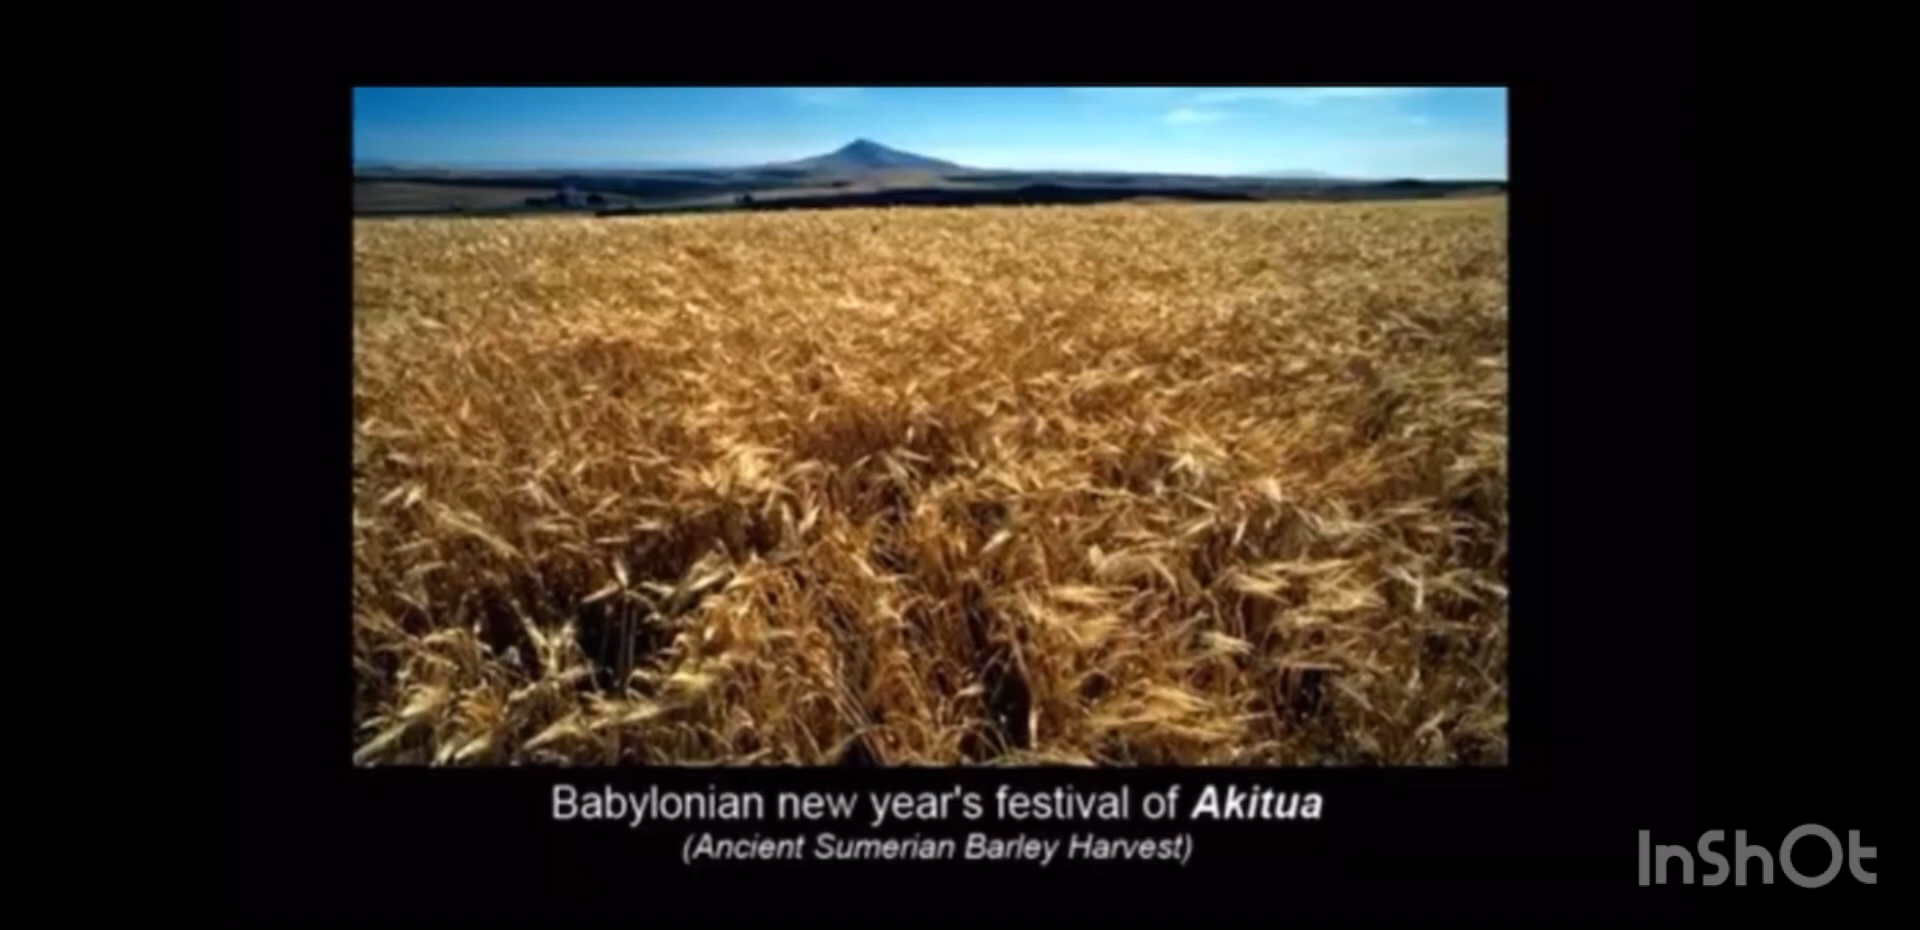 Babylonian new year's festival of Akitua
(Ancient Sumerian Barley Harvest)
InShOt